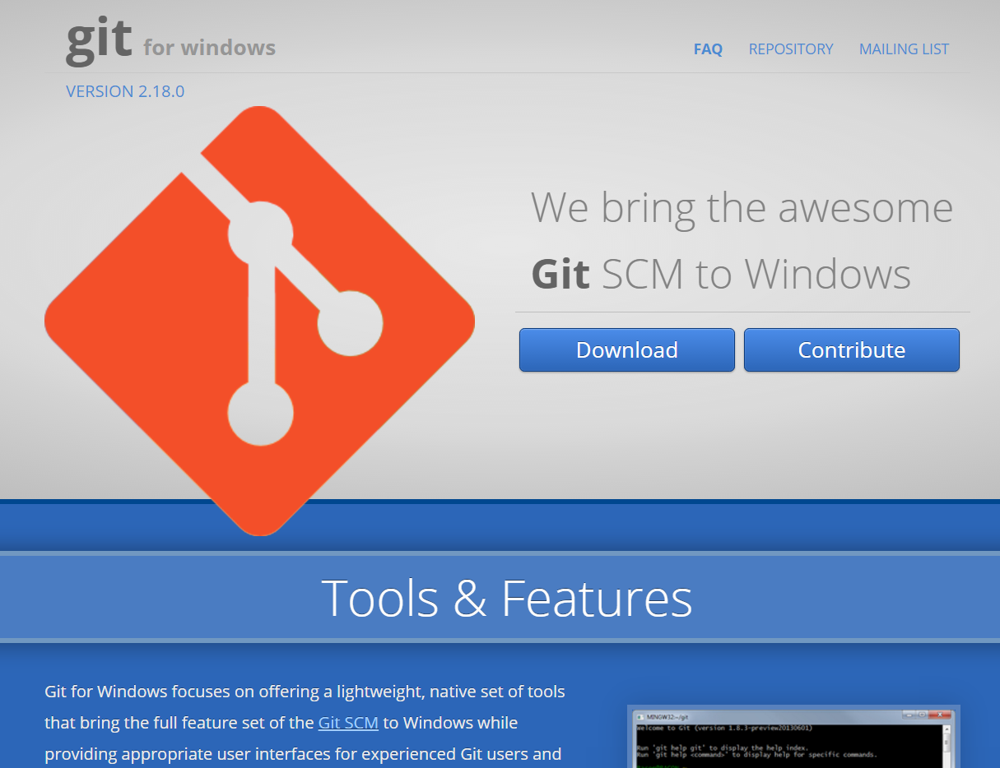 git for windows
FAQ REPOSITORY MAILING LIST
VERSION 2.18.0
We bring the awesome
Git SCM to Windows
Download Contribute
Tools & Features
Git for Windows focuses on offering a lightweight, native set of tools
that bring the full feature set of the Git SCM to Windows while
providing appropriate user interfaces for experienced Git users and
MINGW32:~/git
Welcome to Git (version 1.8.3-preview20130601)
Run 'git help git' to display the help index.
Run 'git help <command>' to display help for specific commands.